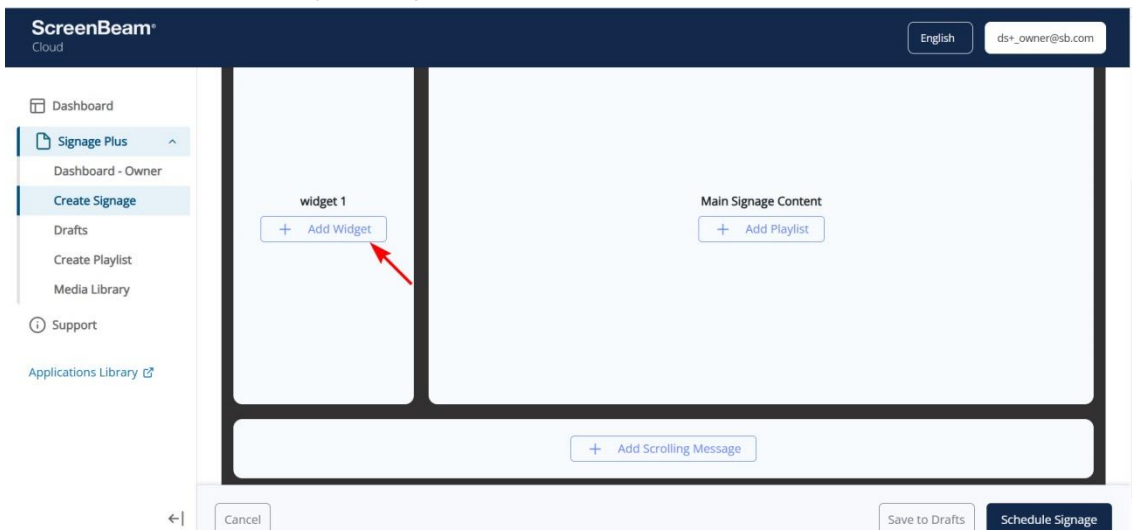 ScreenBeam®
Cloud
English
ds+_owner@sb.com
Dashboard
Signage Plus
Dashboard - Owner
Create Signage
Drafts
Create Playlist
Media Library
Support
Applications Library
widget 1
+ Add Widget
Main Signage Content
+ Add Playlist
+ Add Scrolling Message
Cancel
Save to Drafts
Schedule Signage